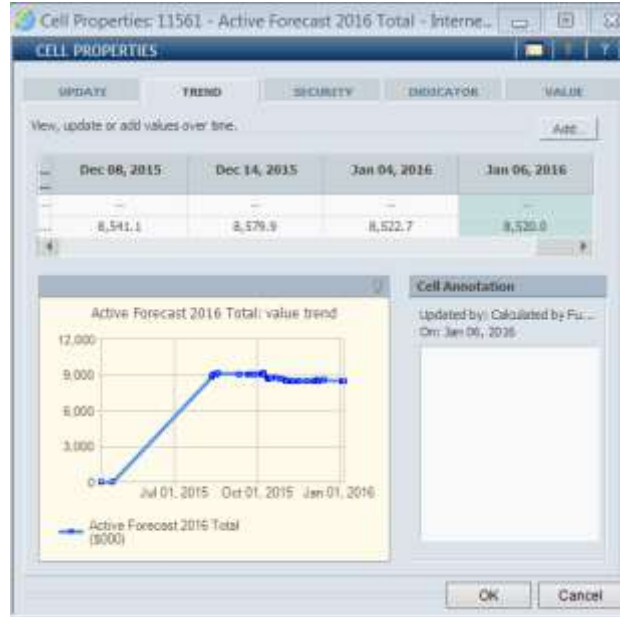 Cell Properties: 11561 - Active Forecast 2016 Total - Interne...
CELL PROPERTIES
?
UPDATE TREND SECURITY INDICATOR VALUE
View, update or add values over time.
Add...
... Dec 08, 2015 Dec 14, 2015 Jan 04, 2016 Jan 06, 2016
... -- -- -- --
... 8,541.1 8,579.9 8,522.7 8,520.0
Cell Annotation
Active Forecast 2016 Total: value trend
Updated by: Calculated by Fu...
On: Jan 06, 2016
12,000
9,000
6,000
3,000
0
Jul 01, 2015 Oct 01, 2015 Jan 01, 2016
Active Forecast 2016 Total
($000)
OK Cancel